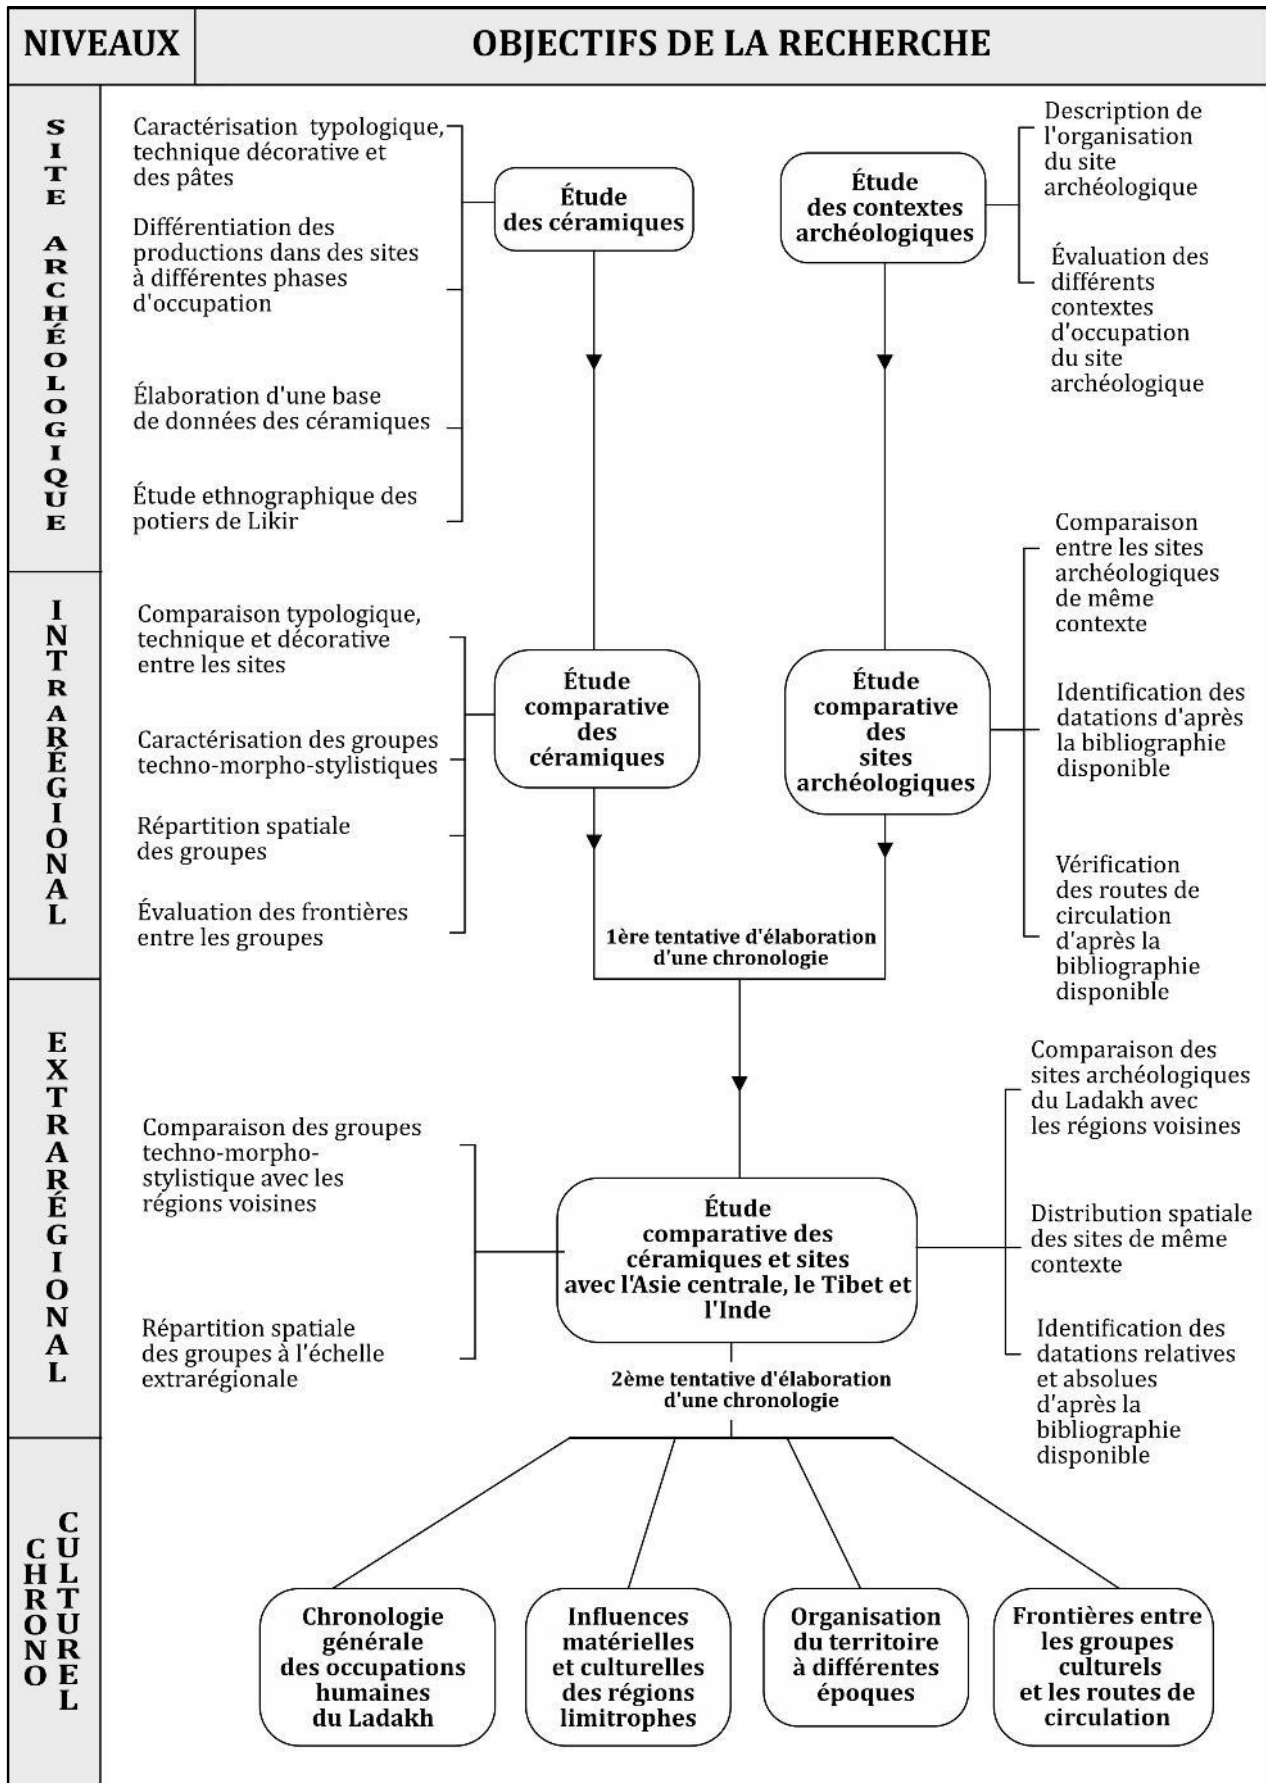 NIVEAUX
OBJECTIFS DE LA RECHERCHE
SITE ARCHÉOLOGIQUE
Caractérisation typologique,
technique décorative et
des pâtes
Différentiation des
productions dans des sites
à différentes phases
d'occupation
Élaboration d'une base
de données des céramiques
Étude ethnographique des
potiers de Likir
Étude
des céramiques
Étude
des contextes
archéologiques
Description de
l'organisation
du site
archéologique
Évaluation des
différents
contextes
d'occupation
du site
archéologique
INTRARÉGIONAL
Comparaison typologique,
technique et décorative
entre les sites
Caractérisation des groupes
techno-morpho-stylistiques
Répartition spatiale
des groupes
Évaluation des frontières
entre les groupes
Étude
comparative
des
céramiques
Étude
comparative
des
sites
archéologiques
Comparaison
entre les sites
archéologiques
de même
contexte
Identification des
datations d'après
la bibliographie
disponible
Vérification
des routes de
circulation
d'après la
bibliographie
disponible
1ère tentative d'élaboration
d'une chronologie
EXTRARÉGIONAL
Comparaison des groupes
techno-morpho-
stylistique avec les
régions voisines
Répartition spatiale
des groupes à l'échelle
extrarégionale
Étude
comparative des
céramiques et sites
avec l'Asie centrale, le Tibet et
l'Inde
Comparaison des
sites archéologiques
du Ladakh avec
les régions voisines
Distribution spatiale
des sites de même
contexte
Identification des
datations relatives
et absolues
d'après la
bibliographie
disponible
2ème tentative d'élaboration
d'une chronologie
CHRONO
CULTUREL
Chronologie
générale
des occupations
humaines
du Ladakh
Influences
matérielles
et culturelles
des régions
limitrophes
Organisation
du territoire
à différentes
époques
Frontières entre
les groupes
culturels
et les routes de
circulation